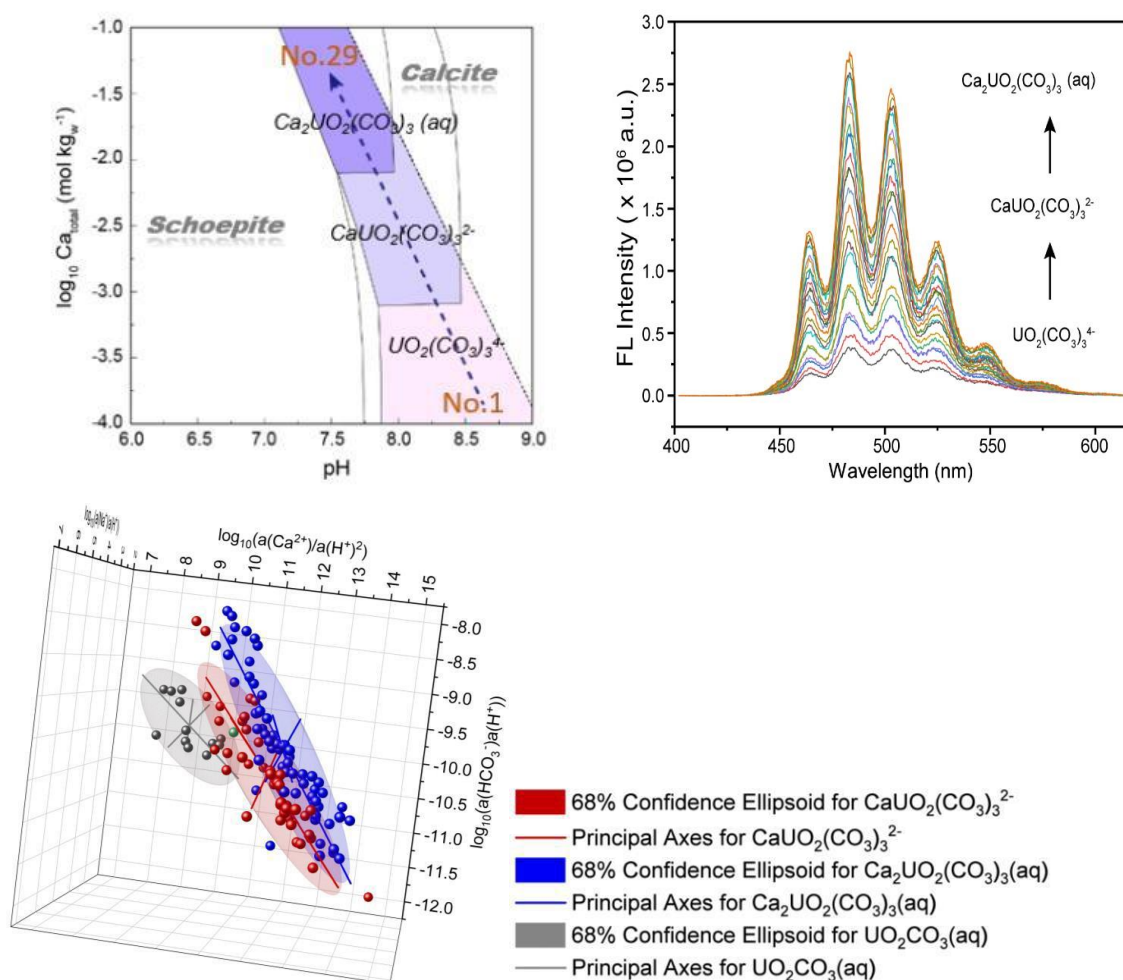 No.29
Calcite
Ca₂UO₂(CO₃)₃ (aq)
Schoepite
CaUO₂(CO₃)₃²⁻
UO₂(CO₃)₃⁴⁻
No.1
log₁₀ Ca_total (mol kg_w⁻¹)
-1.0
-1.5
-2.0
-2.5
-3.0
-3.5
-4.0
6.0 6.5 7.0 7.5 8.0 8.5 9.0
pH
FL Intensity ( x 10⁶ a.u.)
3.0
2.5
2.0
1.5
1.0
0.5
0.0
Ca₂UO₂(CO₃)₃ (aq)
CaUO₂(CO₃)₃²⁻
UO₂(CO₃)₃⁴⁻
400 450 500 550 600
Wavelength (nm)
log₁₀(a(Ca²⁺)/a(H⁺)²)
7 8 9 10 11 12 13 14 15
-8.0
-8.5
-9.0
-9.5
-10.0
-10.5
-11.0
-11.5
-12.0
log₁₀(a(HCO₃⁻)a(H⁺))
68% Confidence Ellipsoid for CaUO₂(CO₃)₃²⁻
Principal Axes for CaUO₂(CO₃)₃²⁻
68% Confidence Ellipsoid for Ca₂UO₂(CO₃)₃(aq)
Principal Axes for Ca₂UO₂(CO₃)₃(aq)
68% Confidence Ellipsoid for UO₂CO₃(aq)
Principal Axes for UO₂CO₃(aq)